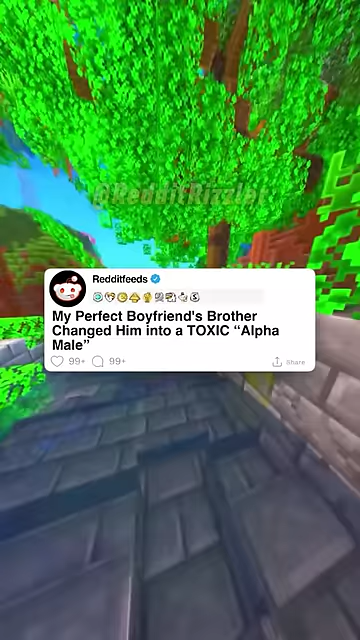 @RedditRizzler
Redditfeeds
My Perfect Boyfriend's Brother
Changed Him into a TOXIC “Alpha
Male”
99+ 99+ Share